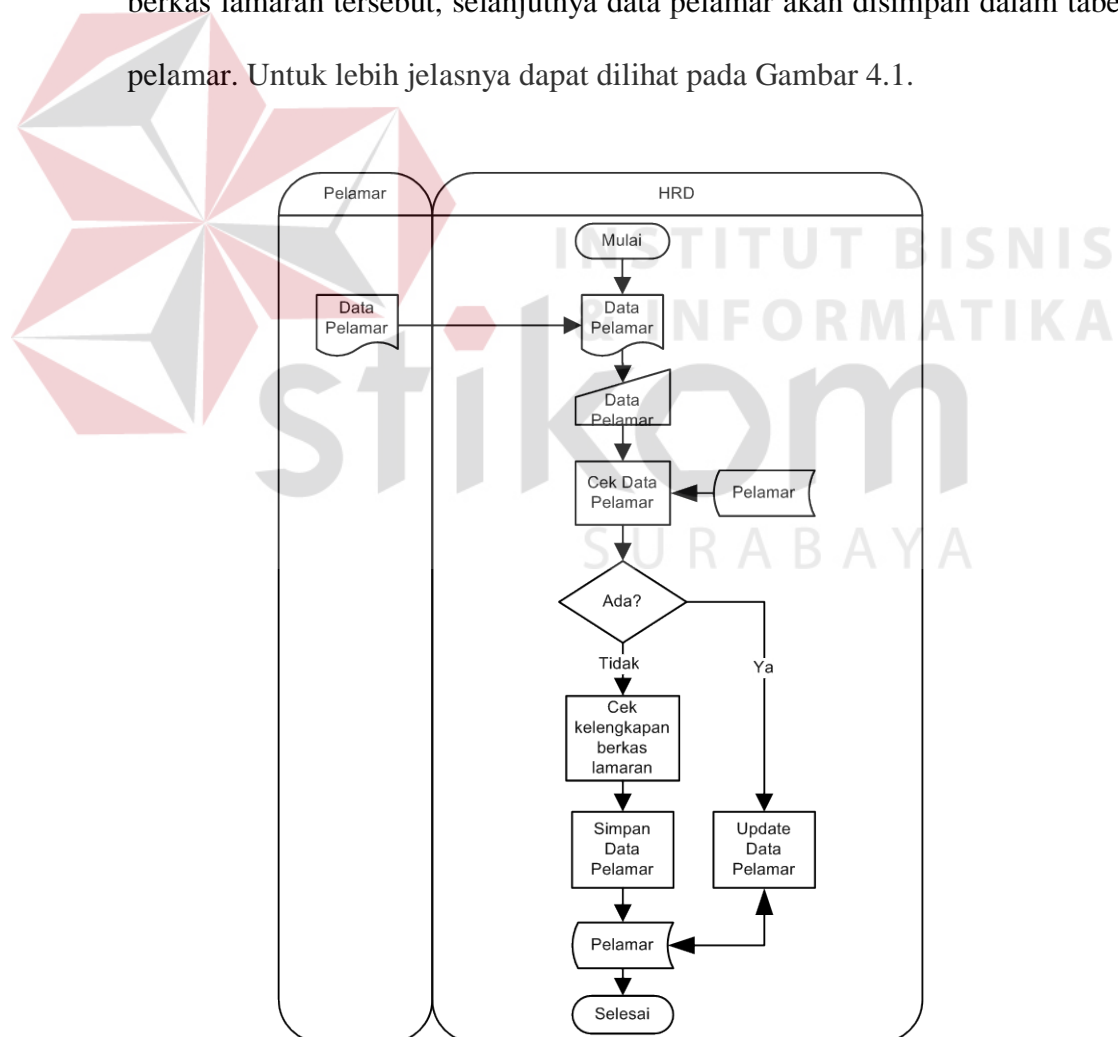 berkas lamaran tersebut, selanjutnya data pelamar akan disimpan dalam tabe
pelamar. Untuk lebih jelasnya dapat dilihat pada Gambar 4.1.
Pelamar
HRD
Mulai
INSTITUT BISNIS
& INFORMATIKA
stikom
SURABAYA
Data
Pelamar
Data
Pelamar
Data
Pelamar
Cek Data
Pelamar
Pelamar
Ada?
Tidak
Ya
Cek
kelengkapan
berkas
lamaran
Simpan
Data
Pelamar
Update
Data
Pelamar
Pelamar
Selesai